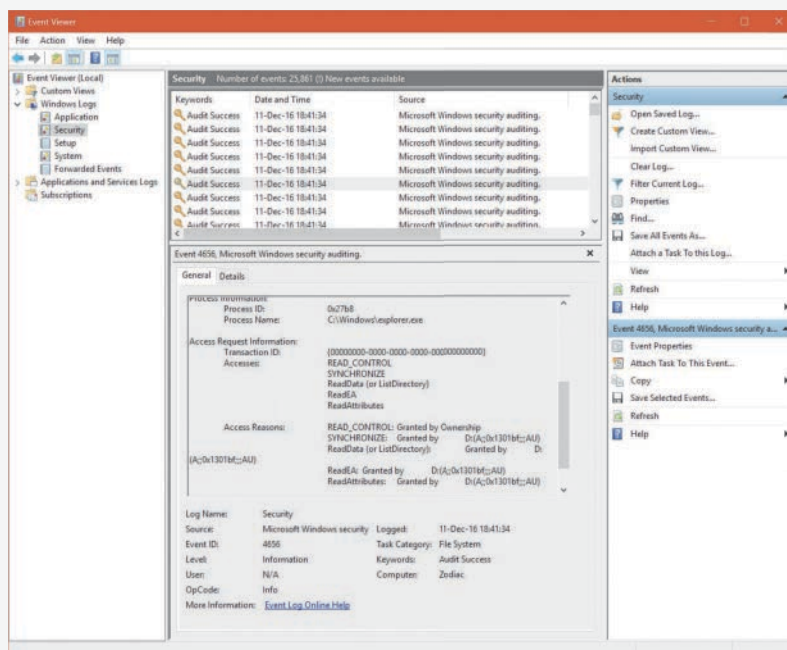 Event Viewer
File Action View Help
Event Viewer (Local)
Custom Views
Windows Logs
Application
Security
Setup
System
Forwarded Events
Applications and Services Logs
Subscriptions
Security Number of events: 25,861 (!) New events available
Keywords Date and Time Source
Audit Success 11-Dec-16 18:41:34 Microsoft Windows security auditing.
Audit Success 11-Dec-16 18:41:34 Microsoft Windows security auditing.
Audit Success 11-Dec-16 18:41:34 Microsoft Windows security auditing.
Audit Success 11-Dec-16 18:41:34 Microsoft Windows security auditing.
Audit Success 11-Dec-16 18:41:34 Microsoft Windows security auditing.
Audit Success 11-Dec-16 18:41:34 Microsoft Windows security auditing.
Audit Success 11-Dec-16 18:41:34 Microsoft Windows security auditing.
Audit Success 11-Dec-16 18:41:34 Microsoft Windows security auditing.
Audit Success 11-Dec-16 18:41:34 Microsoft Windows security auditing.
Event 4656, Microsoft Windows security auditing.
General Details
Process Information:
Process ID: 0x27b8
Process Name: C:\Windows\explorer.exe
Access Request Information:
Transaction ID: {00000000-0000-0000-0000-000000000000}
Accesses: READ_CONTROL
SYNCHRONIZE
ReadData (or ListDirectory)
ReadEA
ReadAttributes
Access Reasons: READ_CONTROL: Granted by Ownership
SYNCHRONIZE: Granted by D:(A;;0x1301bf;;;AU)
ReadData (or ListDirectory): Granted by D:
(A;;0x1301bf;;;AU)
ReadEA: Granted by D:(A;;0x1301bf;;;AU)
ReadAttributes: Granted by D:(A;;0x1301bf;;;AU)
Log Name: Security
Source: Microsoft Windows security Logged: 11-Dec-16 18:41:34
Event ID: 4656 Task Category: File System
Level: Information Keywords: Audit Success
User: N/A Computer: Zodiac
OpCode: Info
More Information: Event Log Online Help
Actions
Security
Open Saved Log...
Create Custom View...
Import Custom View...
Clear Log...
Filter Current Log...
Properties
Find...
Save All Events As...
Attach a Task To this Log...
View
Refresh
Help
Event 4656, Microsoft Windows security a...
Event Properties
Attach Task To This Event...
Copy
Save Selected Events...
Refresh
Help